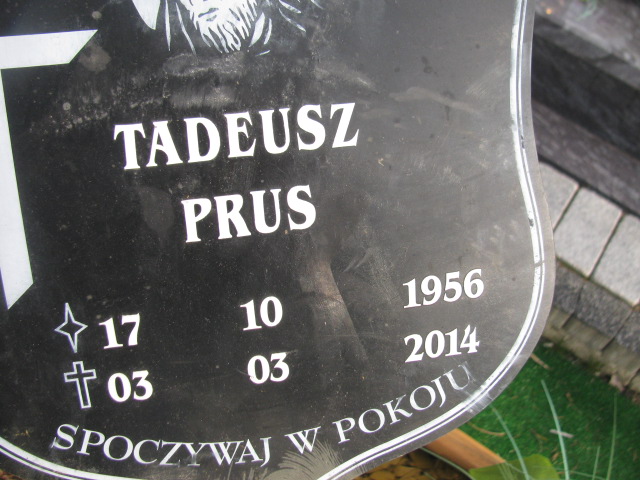 TADEUSZ
PRUS
17 10 1956
03 03 2014
SPOCZYWAJ W POKOJU